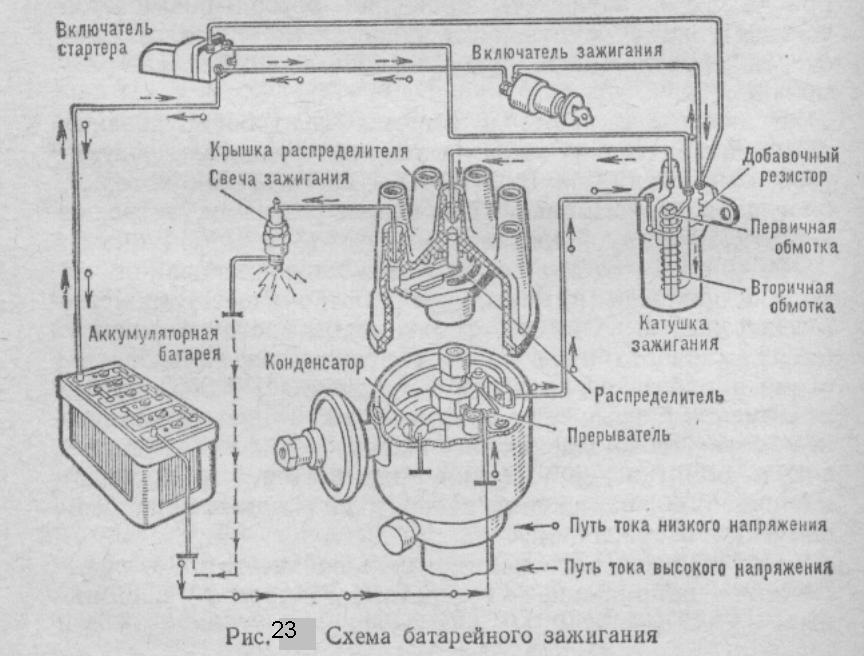 Включатель
стартера
Включатель зажигания
Крышка распределителя
Свеча зажигания
Добавочный
резистор
Первичная
обмотка
Вторичная
обмотка
Катушка
зажигания
Аккумуляторная
батарея
Конденсатор
Распределитель
Прерыватель
Путь тока низкого напряжения
Путь тока высокого напряжения
Рис. 23 Схема батарейного зажигания